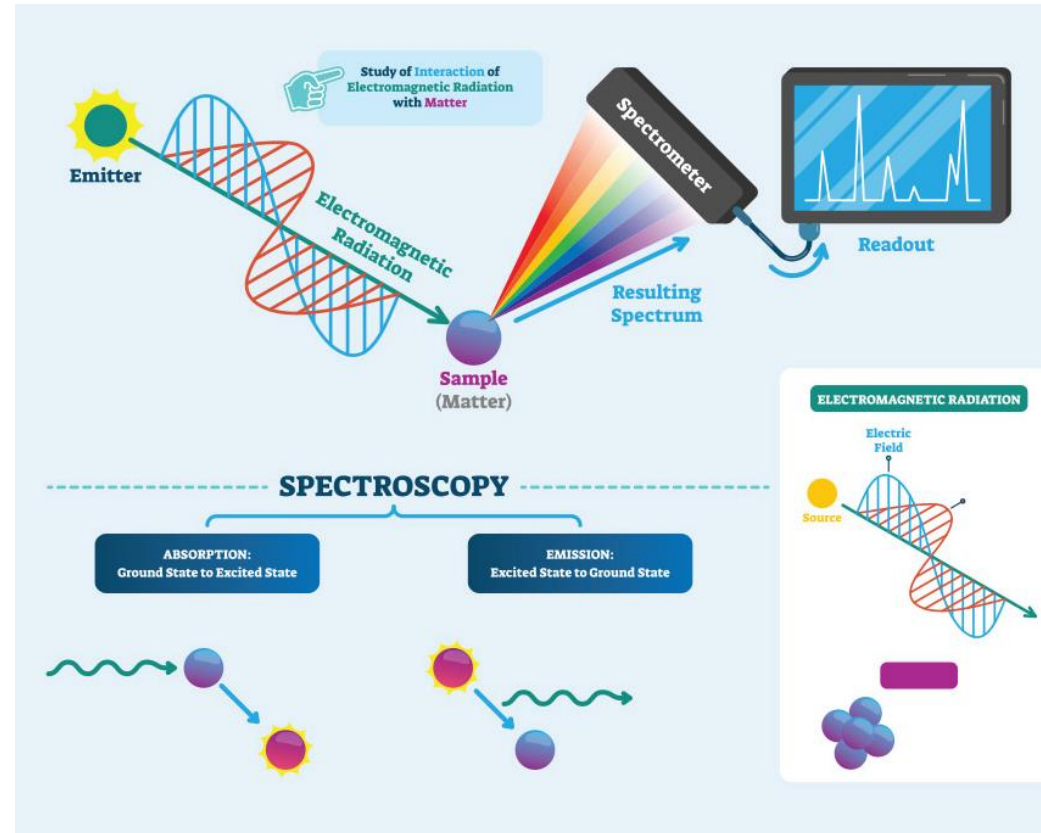 Study of Interaction of
Electromagnetic Radiation
with Matter
Emitter
Electromagnetic
Radiation
Spectrometer
Readout
Resulting
Spectrum
Sample
(Matter)
ELECTROMAGNETIC RADIATION
Electric
Field
Source
SPECTROSCOPY
ABSORPTION:
Ground State to Excited State
EMISSION:
Excited State to Ground State